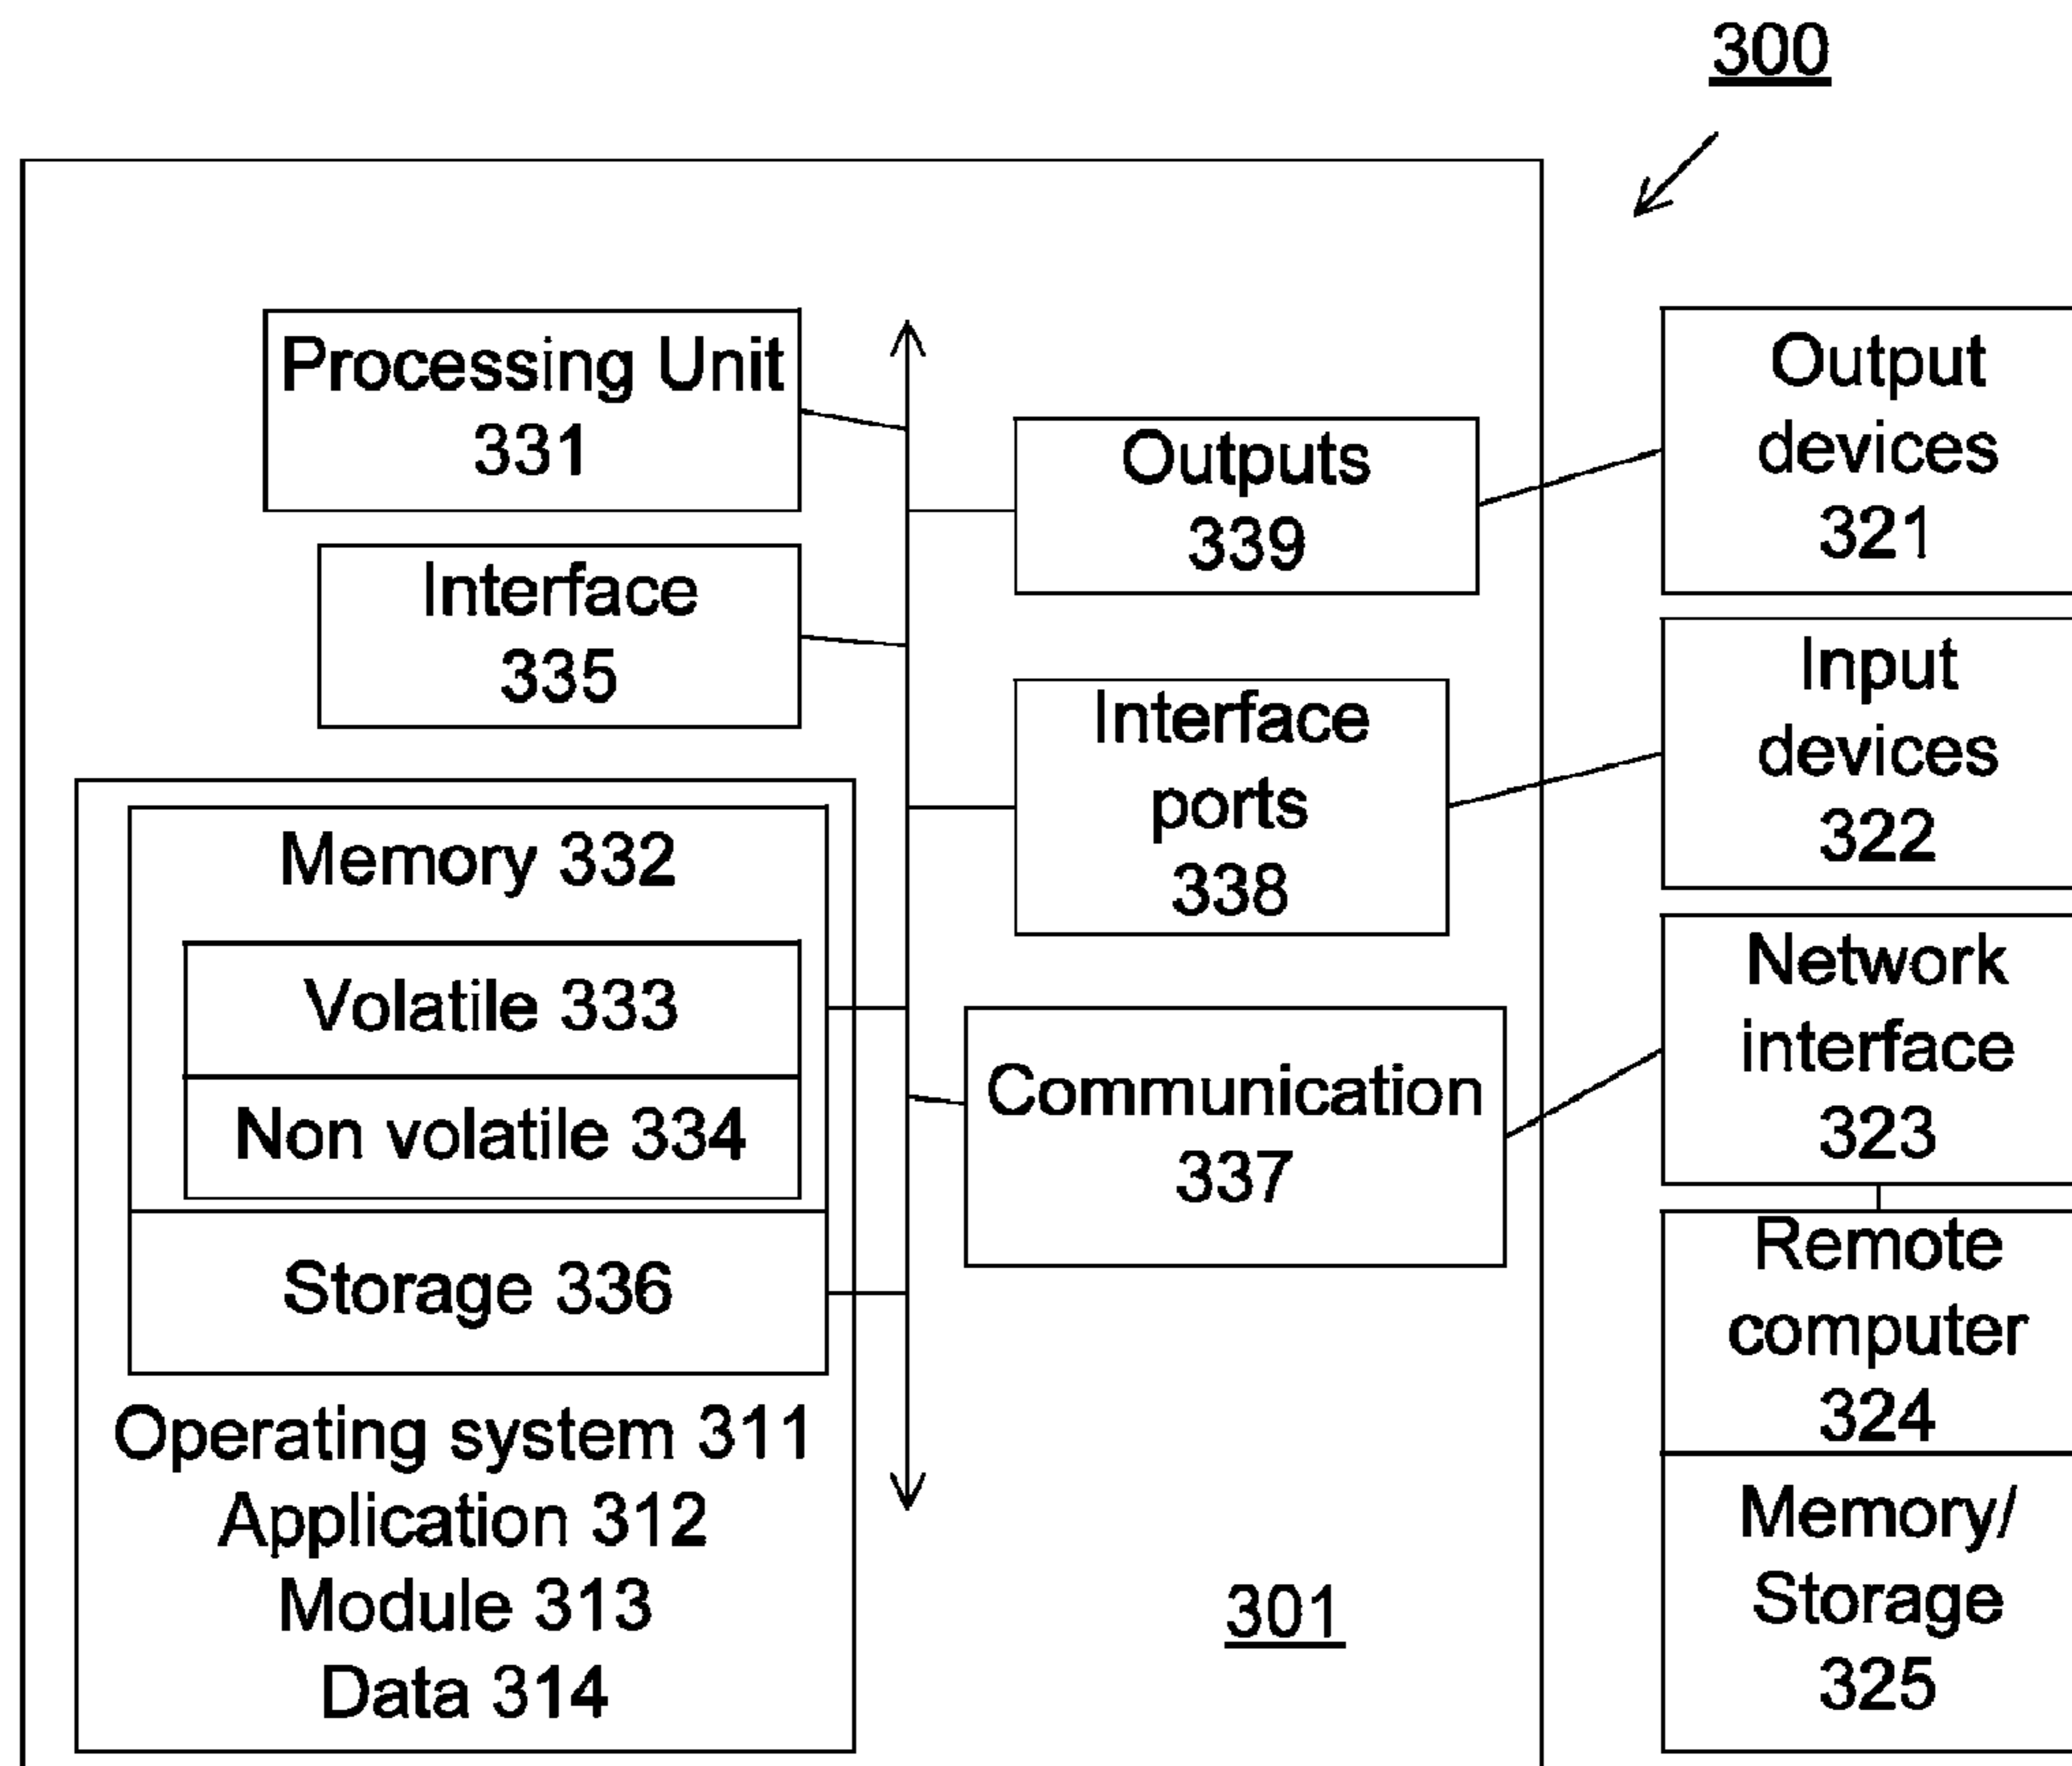 300
Processing Unit
331
Outputs
339
Output
devices
321
Interface
335
Interface
ports
338
Input
devices
322
Memory 332
Volatile 333
Non volatile 334
Storage 336
Communication
337
Network
interface
323
Remote
computer
324
Memory/
Storage
325
Operating system 311
Application 312
Module 313
Data 314
301